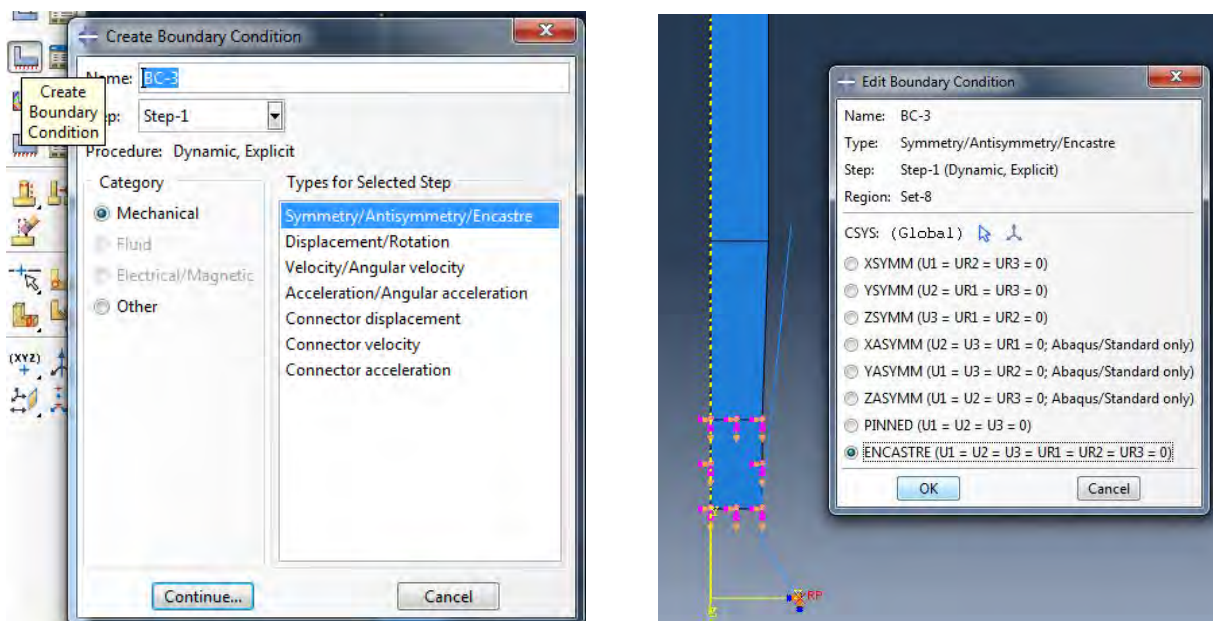 Create Boundary Condition
Name: BC-3
Create
Boundary
Condition
Step-1
Procedure: Dynamic, Explicit
Category
Mechanical
Fluid
Electrical/Magnetic
Other
Types for Selected Step
Symmetry/Antisymmetry/Encastre
Displacement/Rotation
Velocity/Angular velocity
Acceleration/Angular acceleration
Connector displacement
Connector velocity
Connector acceleration
Continue...
Cancel
(XYZ)
Edit Boundary Condition
Name: BC-3
Type: Symmetry/Antisymmetry/Encastre
Step: Step-1 (Dynamic, Explicit)
Region: Set-8
CSYS: (Global)
XSYMM (U1 = UR2 = UR3 = 0)
YSYMM (U2 = UR1 = UR3 = 0)
ZSYMM (U3 = UR1 = UR2 = 0)
XASYMM (U2 = U3 = UR1 = 0; Abaqus/Standard only)
YASYMM (U1 = U3 = UR2 = 0; Abaqus/Standard only)
ZASYMM (U1 = U2 = UR3 = 0; Abaqus/Standard only)
PINNED (U1 = U2 = U3 = 0)
ENCASTRE (U1 = U2 = U3 = UR1 = UR2 = UR3 = 0)
OK
Cancel
RP